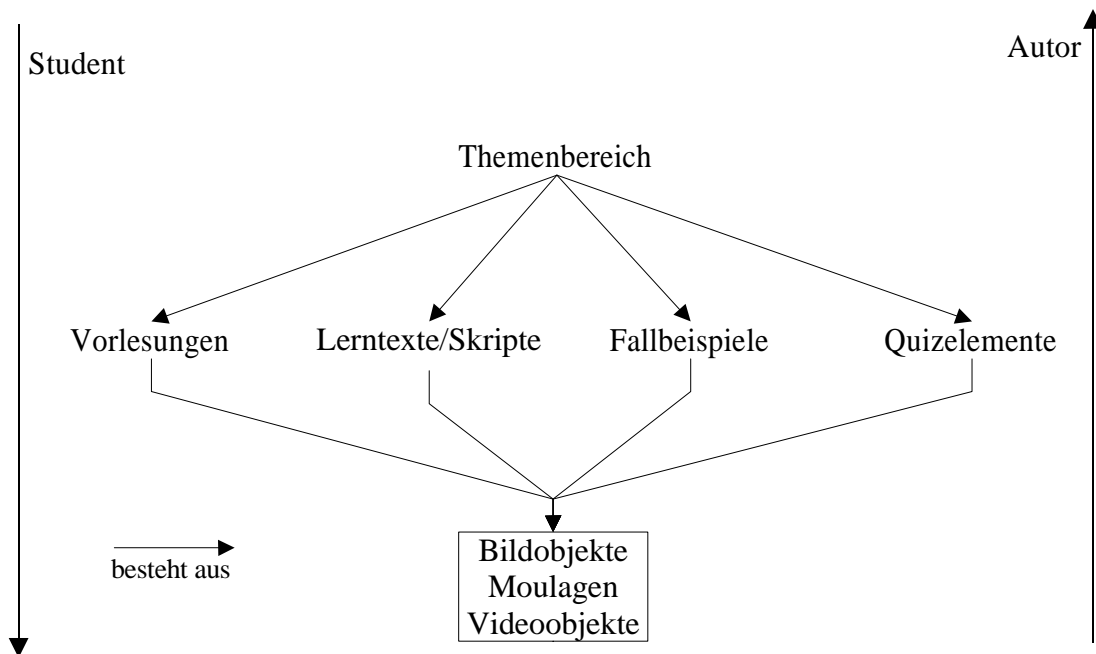 Student
Autor
Themenbereich
Vorlesungen
Lerntexte/Skripte
Fallbeispiele
Quizelemente
besteht aus
Bildobjekte
Moulagen
Videoobjekte